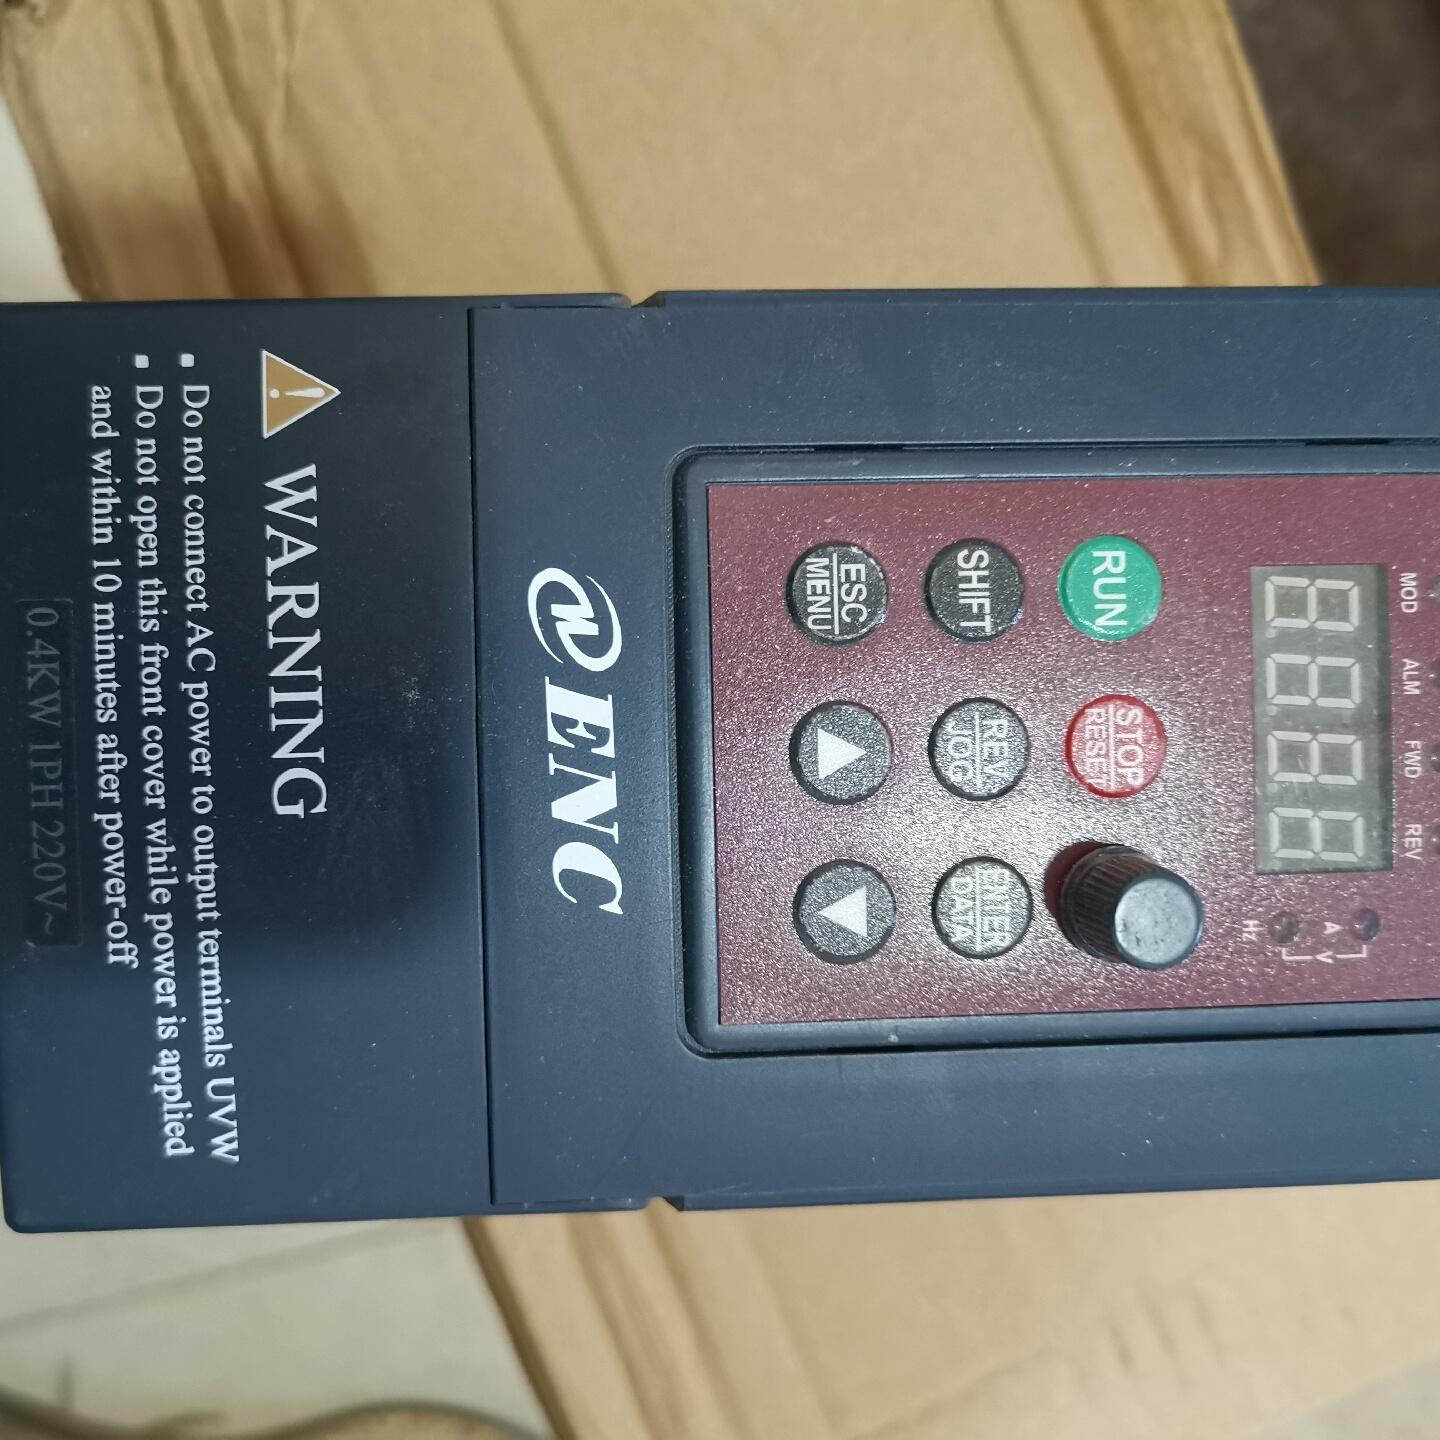 MOD ALM FWD REV
A
V
Hz
RUN
STOP
RESET
SHIFT
REV
JOG
ENTER
DATA
ESC
MENU
ENC
WARNING
▪ Do not connect AC power to output terminals UVW
▪ Do not open this front cover while power is applied
and within 10 minutes after power-off
0.4KW 1PH 220V~